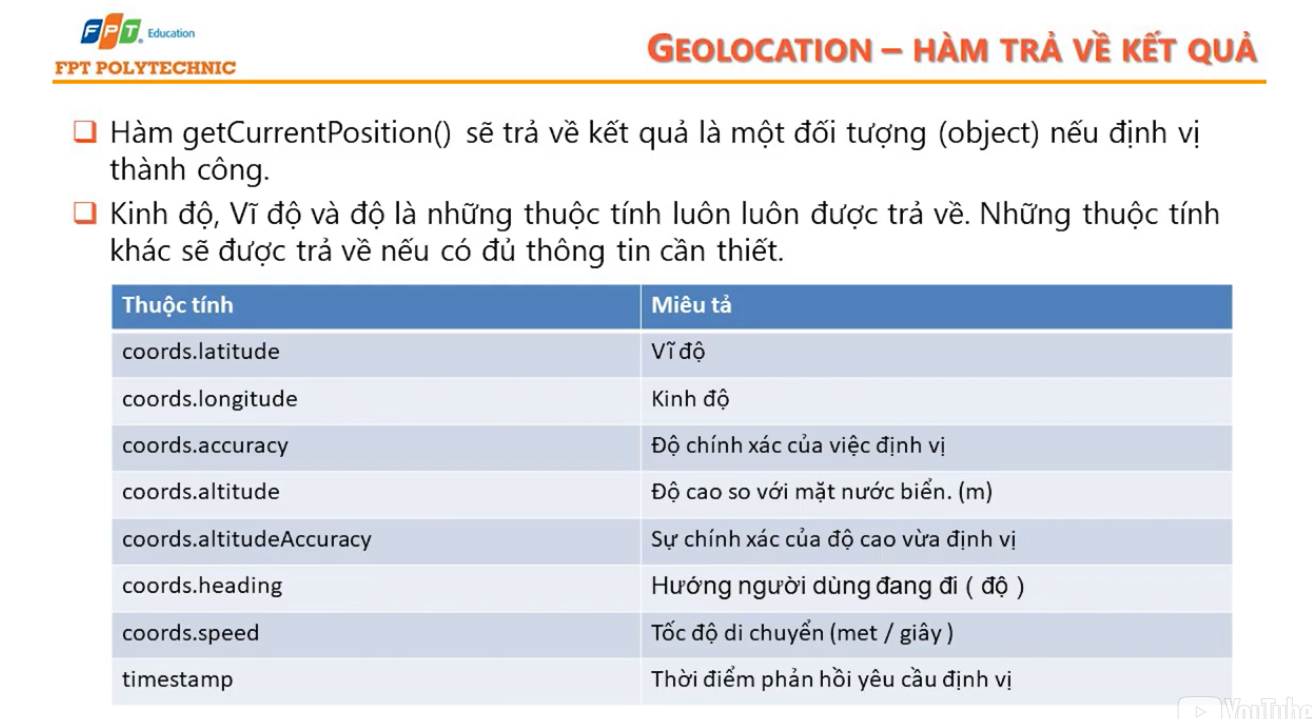 FPT Education
FPT POLYTECHNIC
GEOLOCATION – HÀM TRẢ VỀ KẾT QUẢ
Hàm getCurrentPosition() sẽ trả về kết quả là một đối tượng (object) nếu định vị
thành công.
Kinh độ, Vĩ độ và độ là những thuộc tính luôn luôn được trả về. Những thuộc tính
khác sẽ được trả về nếu có đủ thông tin cần thiết.
Thuộc tính Miêu tả
coords.latitude Vĩ độ
coords.longitude Kinh độ
coords.accuracy Độ chính xác của việc định vị
coords.altitude Độ cao so với mặt nước biển. (m)
coords.altitudeAccuracy Sự chính xác của độ cao vừa định vị
coords.heading Hướng người dùng đang đi ( độ )
coords.speed Tốc độ di chuyển (met / giây )
timestamp Thời điểm phản hồi yêu cầu định vị
YouTube